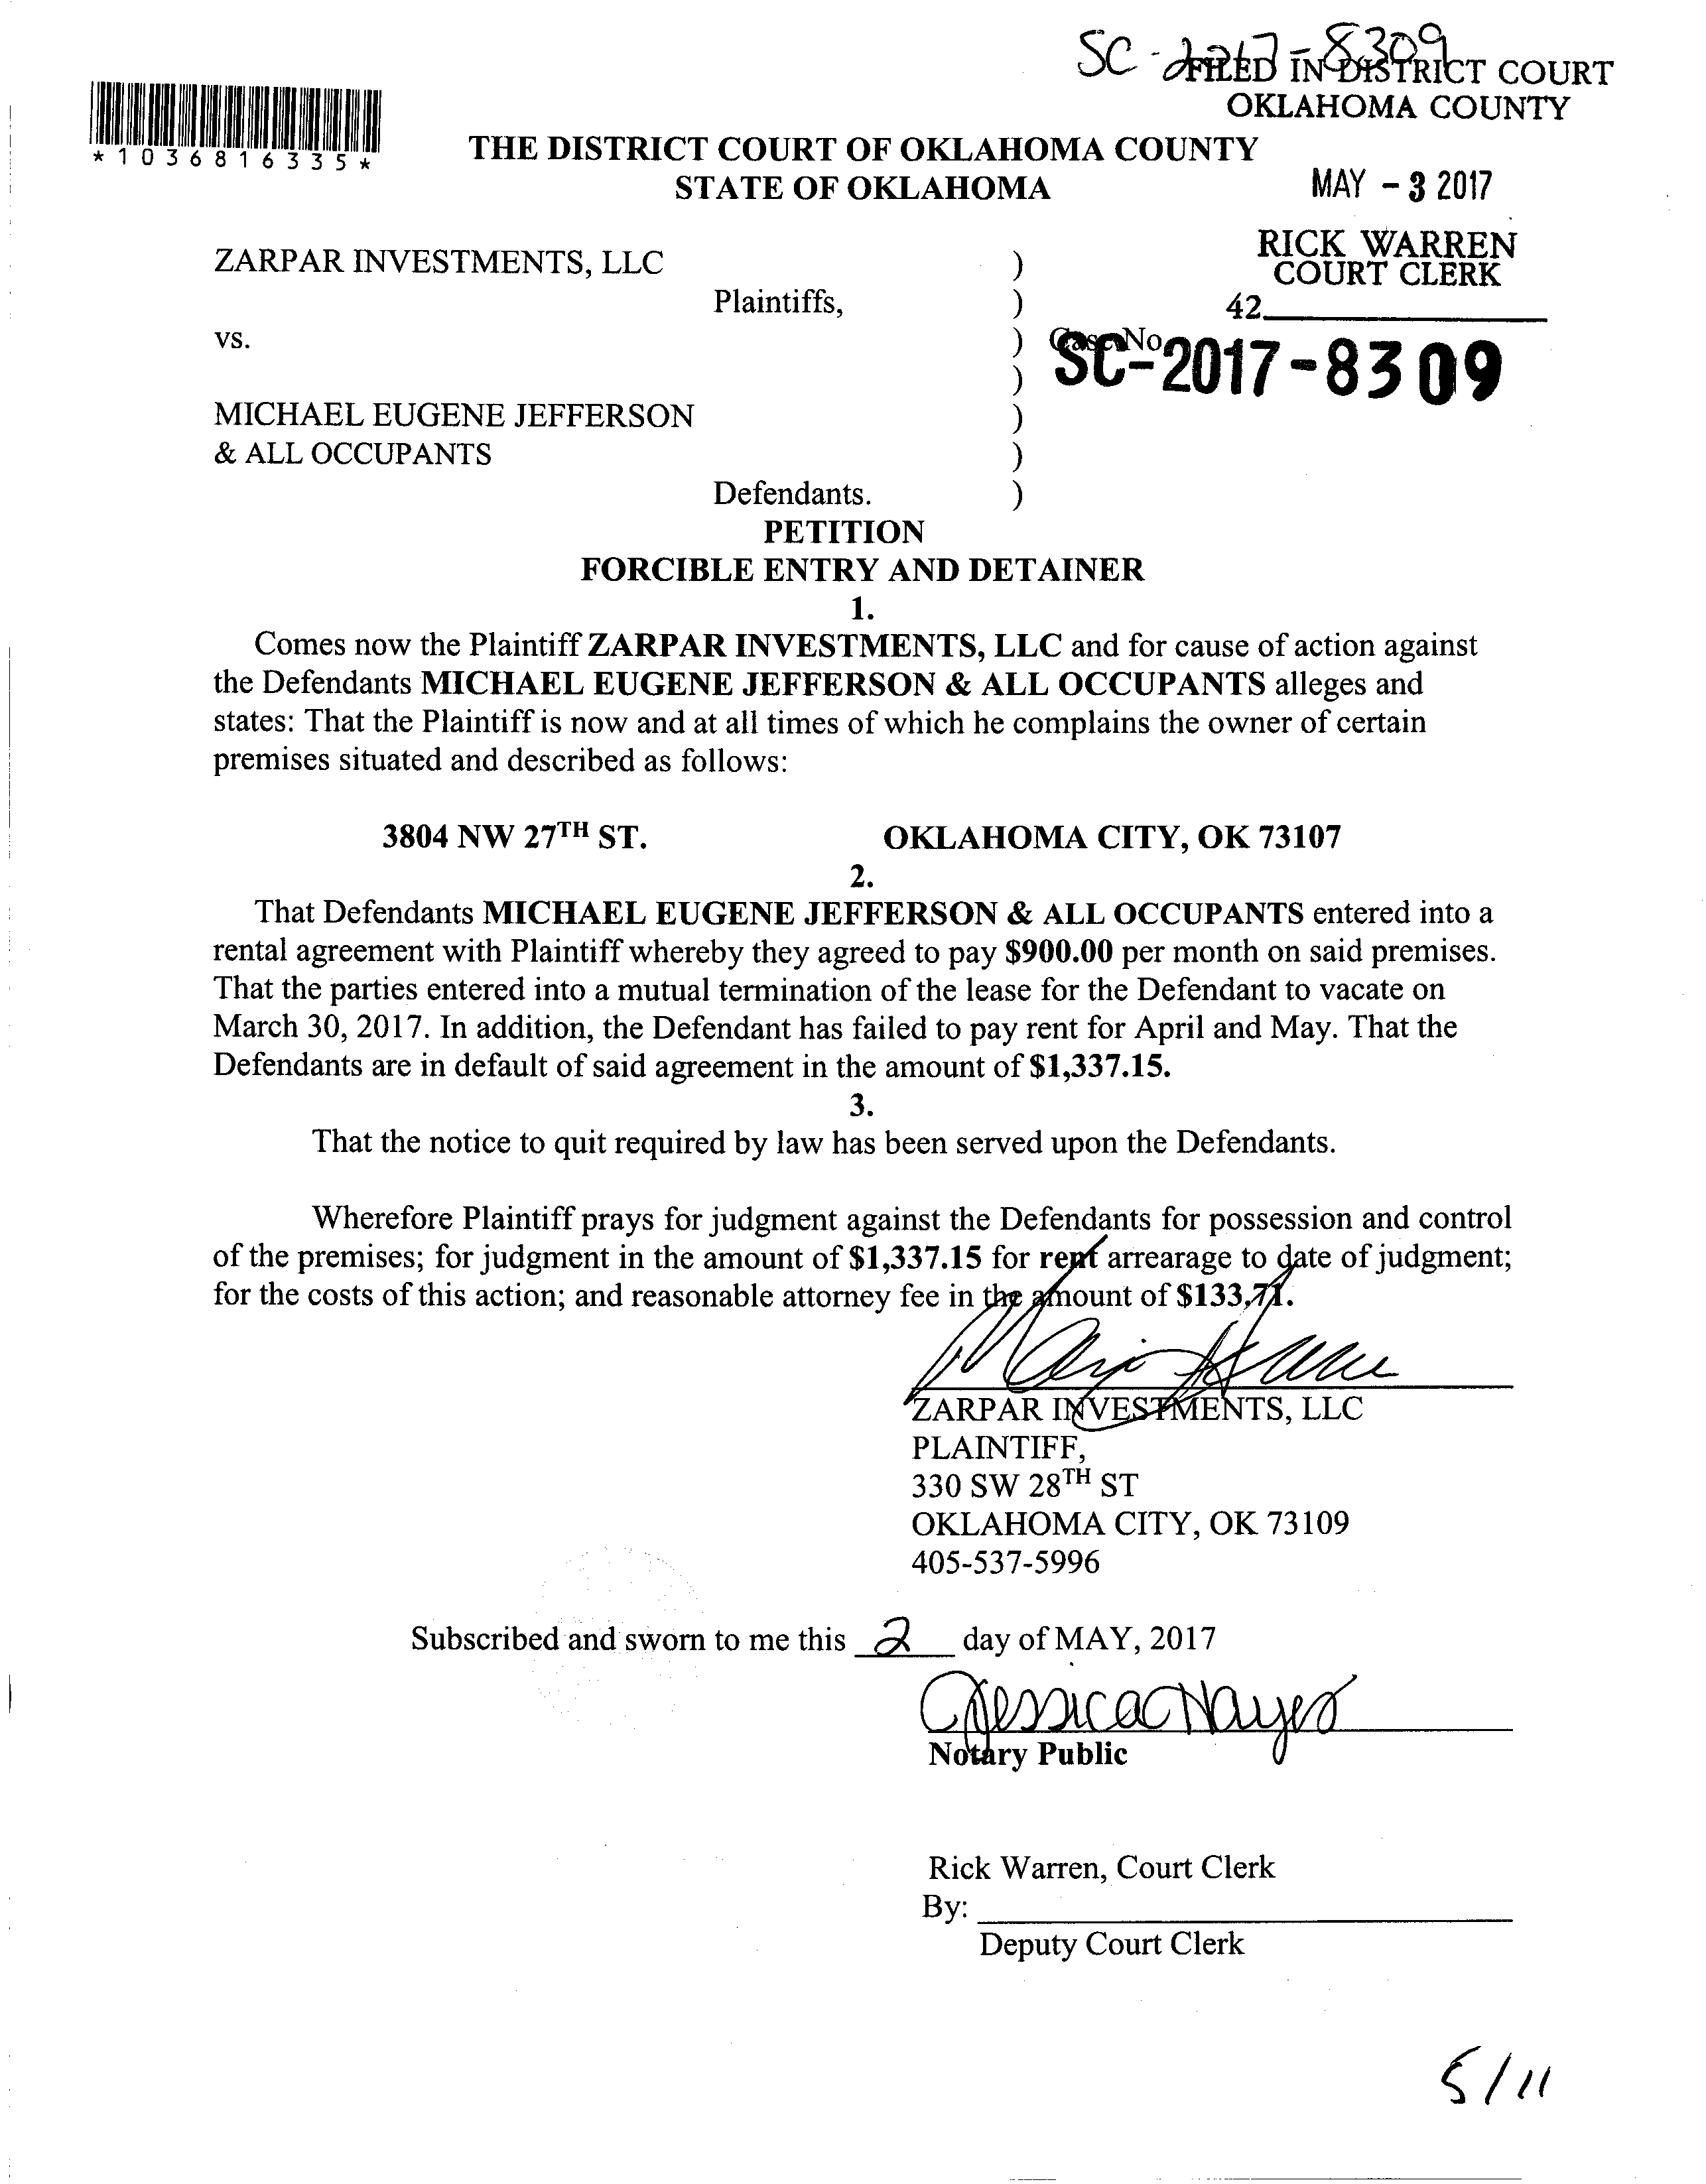 SC-2017-8309
FILED IN DISTRICT COURT
OKLAHOMA COUNTY
*1036816335*
THE DISTRICT COURT OF OKLAHOMA COUNTY
STATE OF OKLAHOMA
MAY - 3 2017
RICK WARREN
COURT CLERK
42
ZARPAR INVESTMENTS, LLC )
Plaintiffs, )
vs. ) Case No.
) SC-2017-8309
MICHAEL EUGENE JEFFERSON )
& ALL OCCUPANTS )
Defendants. )
PETITION
FORCIBLE ENTRY AND DETAINER
1.
Comes now the Plaintiff ZARPAR INVESTMENTS, LLC and for cause of action against
the Defendants MICHAEL EUGENE JEFFERSON & ALL OCCUPANTS alleges and
states: That the Plaintiff is now and at all times of which he complains the owner of certain
premises situated and described as follows:
3804 NW 27TH ST. OKLAHOMA CITY, OK 73107
2.
That Defendants MICHAEL EUGENE JEFFERSON & ALL OCCUPANTS entered into a
rental agreement with Plaintiff whereby they agreed to pay $900.00 per month on said premises.
That the parties entered into a mutual termination of the lease for the Defendant to vacate on
March 30, 2017. In addition, the Defendant has failed to pay rent for April and May. That the
Defendants are in default of said agreement in the amount of $1,337.15.
3.
That the notice to quit required by law has been served upon the Defendants.
Wherefore Plaintiff prays for judgment against the Defendants for possession and control
of the premises; for judgment in the amount of $1,337.15 for rent arrearage to date of judgment;
for the costs of this action; and reasonable attorney fee in the amount of $133.71.
ZARPAR INVESTMENTS, LLC
PLAINTIFF,
330 SW 28TH ST
OKLAHOMA CITY, OK 73109
405-537-5996
Subscribed and sworn to me this 2 day of MAY, 2017
Jessica Hayes
Notary Public
Rick Warren, Court Clerk
By:
Deputy Court Clerk
5/11